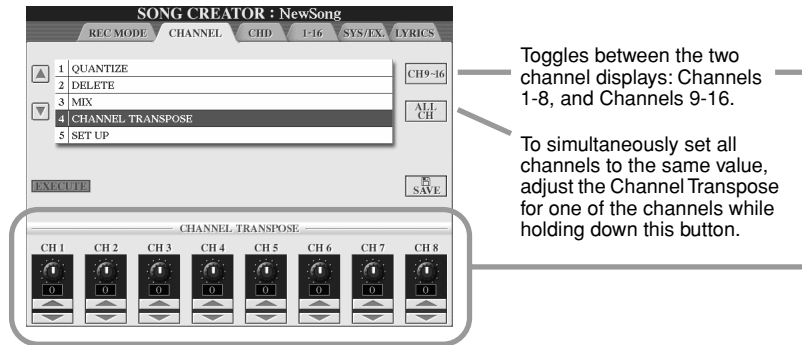 SONG CREATOR : NewSong
REC MODE CHANNEL CHD 1-16 SYS/EX. LYRICS
1 QUANTIZE
2 DELETE
3 MIX
4 CHANNEL TRANSPOSE
5 SET UP
CH9~16
ALL
CH
EXECUTE
SAVE
CHANNEL TRANSPOSE
CH 1 CH 2 CH 3 CH 4 CH 5 CH 6 CH 7 CH 8
0 0 0 0 0 0 0 0
Toggles between the two
channel displays: Channels
1-8, and Channels 9-16.
To simultaneously set all
channels to the same value,
adjust the Channel Transpose
for one of the channels while
holding down this button.